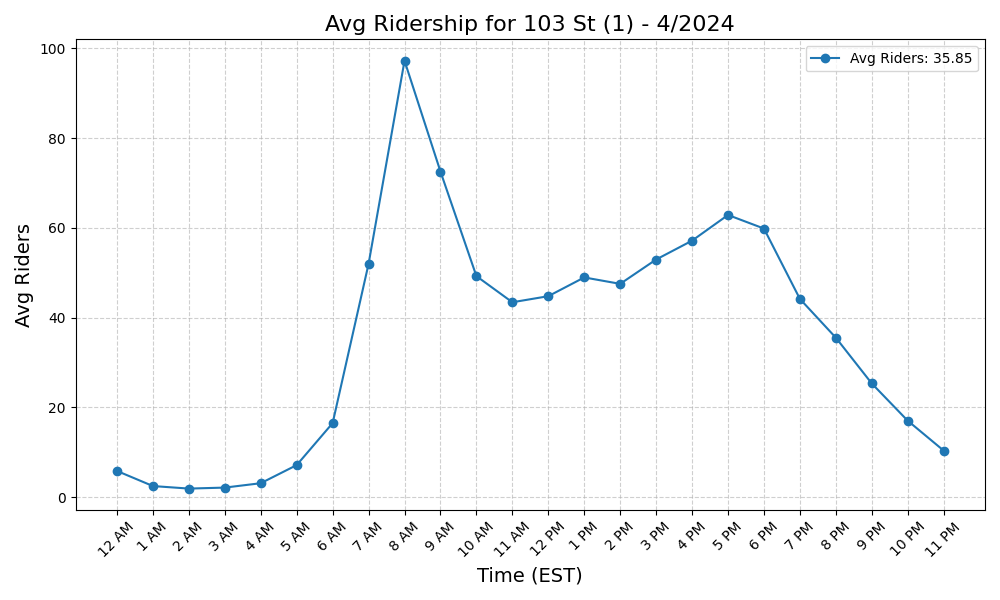 Avg Ridership for 103 St (1) - 4/2024
Avg Riders: 35.85
Avg Riders
100
80
60
40
20
0
12 AM
1 AM
2 AM
3 AM
4 AM
5 AM
6 AM
7 AM
8 AM
9 AM
10 AM
11 AM
12 PM
1 PM
2 PM
3 PM
4 PM
5 PM
6 PM
7 PM
8 PM
9 PM
10 PM
11 PM
Time (EST)